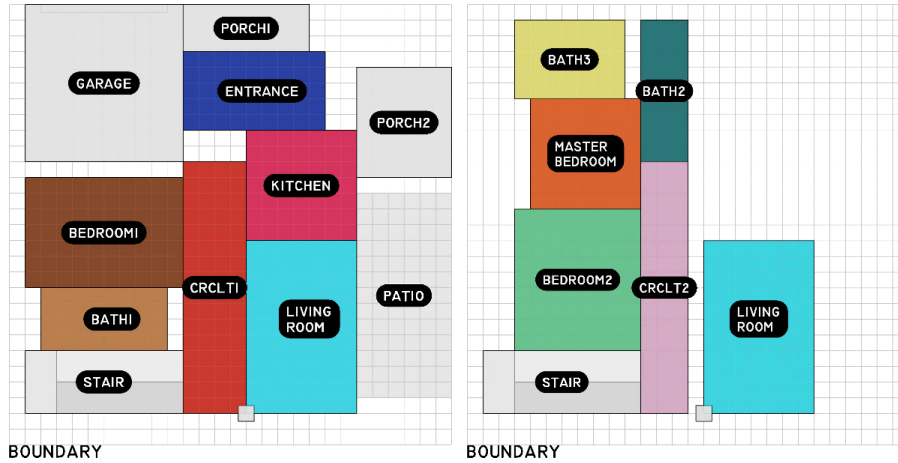 PORCH1
GARAGE
ENTRANCE
PORCH2
KITCHEN
BEDROOM1
CRCLT1
PATIO
BATH1
LIVING
ROOM
STAIR
BOUNDARY
BATH3
BATH2
MASTER
BEDROOM
BEDROOM2
CRCLT2
LIVING
ROOM
STAIR
BOUNDARY